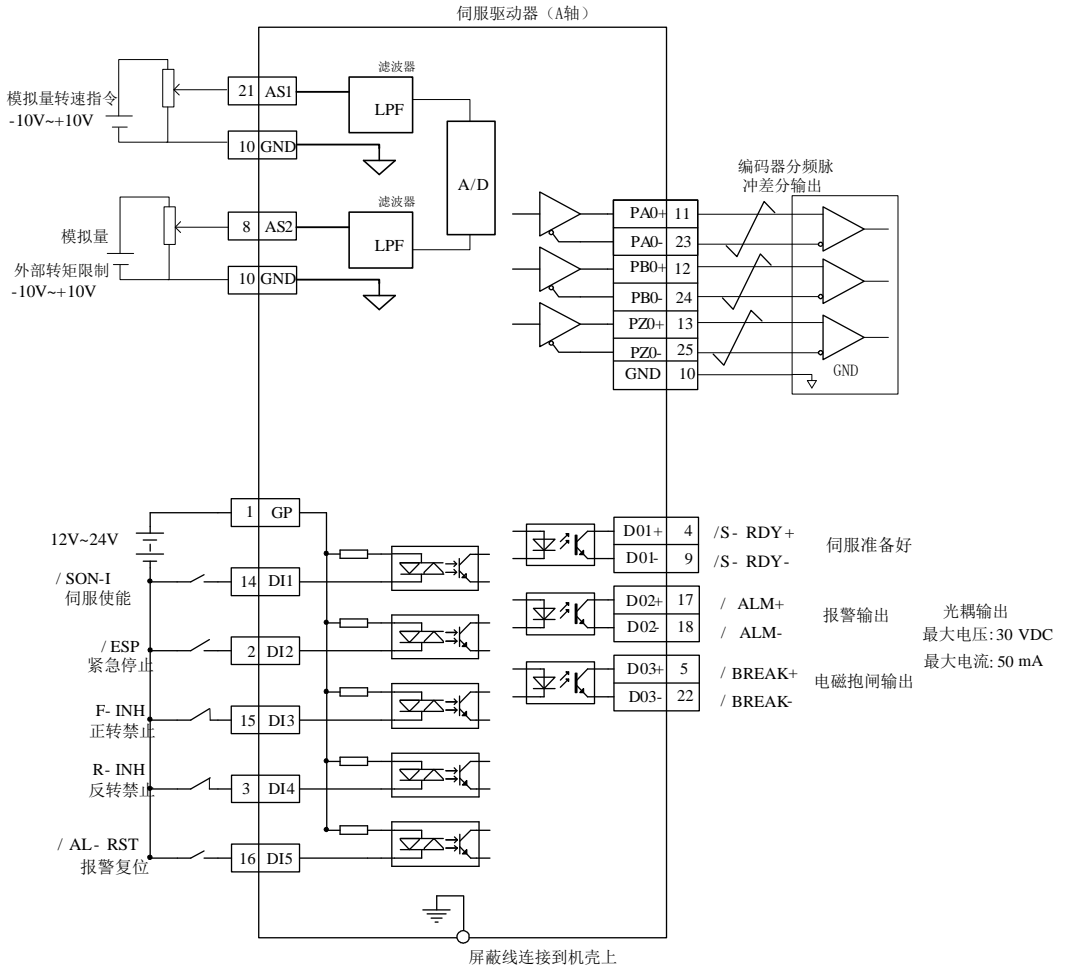 伺服驱动器（A轴）
滤波器
模拟量转速指令
-10V~+10V
21 AS1
LPF
10 GND
A/D
滤波器
模拟量
外部转矩限制
-10V~+10V
8 AS2
LPF
10 GND
编码器分频脉
冲差分输出
PA0+ 11
PA0- 23
PB0+ 12
PB0- 24
PZ0+ 13
PZ0- 25
GND 10
GND
1 GP
12V~24V
/ SON-I
伺服使能
14 DI1
/ ESP
紧急停止
2 DI2
F- INH
正转禁止
15 DI3
R- INH
反转禁止
3 DI4
/ AL- RST
报警复位
16 DI5
D01+ 4 /S- RDY+
D01- 9 /S- RDY-
伺服准备好
D02+ 17 / ALM+
D02- 18 / ALM-
报警输出
D03+ 5 / BREAK+
D03- 22 / BREAK-
电磁抱闸输出
光耦输出
最大电压: 30 VDC
最大电流: 50 mA
屏蔽线连接到机壳上